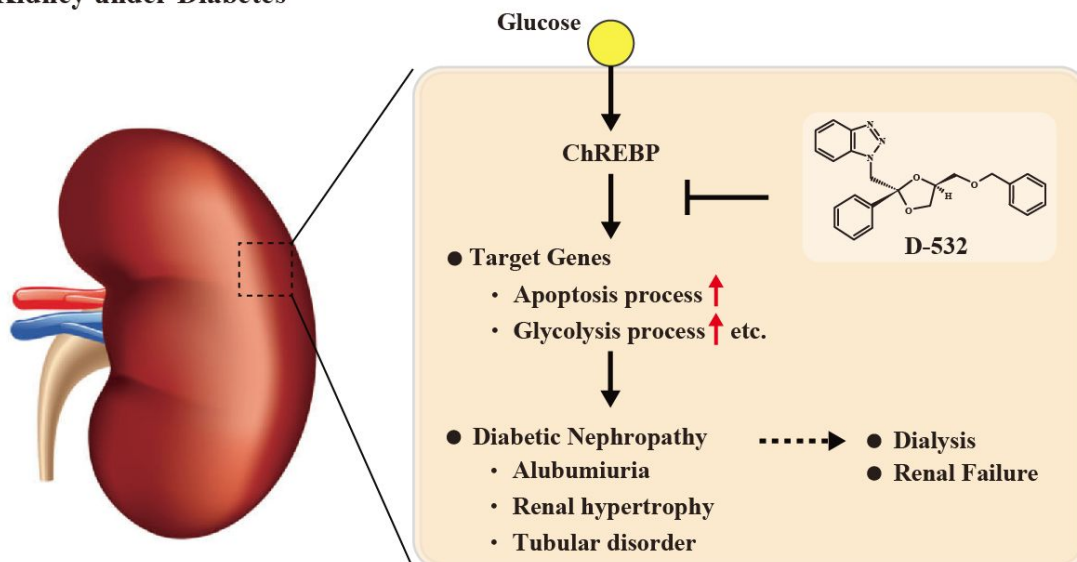 Kidney under Diabetes
Glucose
ChREBP
N
N
N
O
O
H
O
D-532
● Target Genes
・ Apoptosis process
・ Glycolysis process etc.
● Diabetic Nephropathy
・ Alubumiuria
・ Renal hypertrophy
・ Tubular disorder
● Dialysis
● Renal Failure